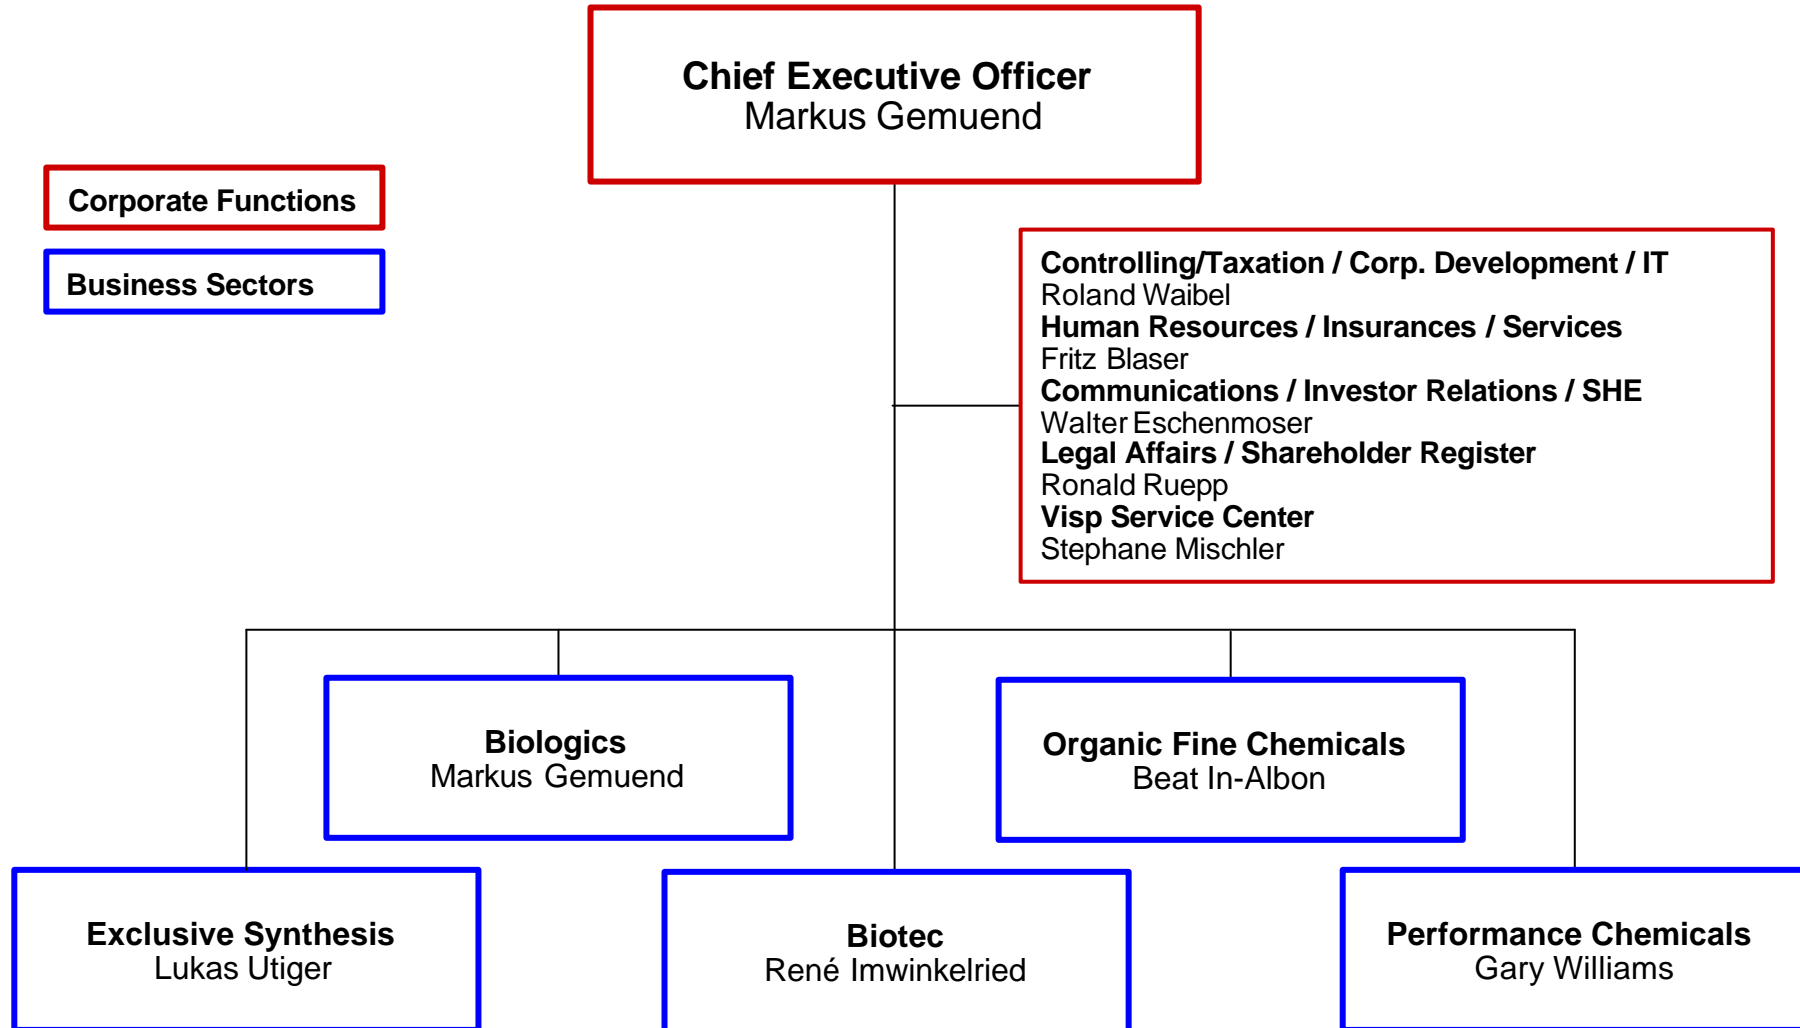 Chief Executive Officer
Markus Gemuend
Corporate Functions
Business Sectors
Controlling/Taxation / Corp. Development / IT
Roland Waibel
Human Resources / Insurances / Services
Fritz Blaser
Communications / Investor Relations / SHE
Walter Eschenmoser
Legal Affairs / Shareholder Register
Ronald Ruepp
Visp Service Center
Stephane Mischler
Biologics
Markus Gemuend
Organic Fine Chemicals
Beat In-Albon
Exclusive Synthesis
Lukas Utiger
Biotec
René Imwinkelried
Performance Chemicals
Gary Williams